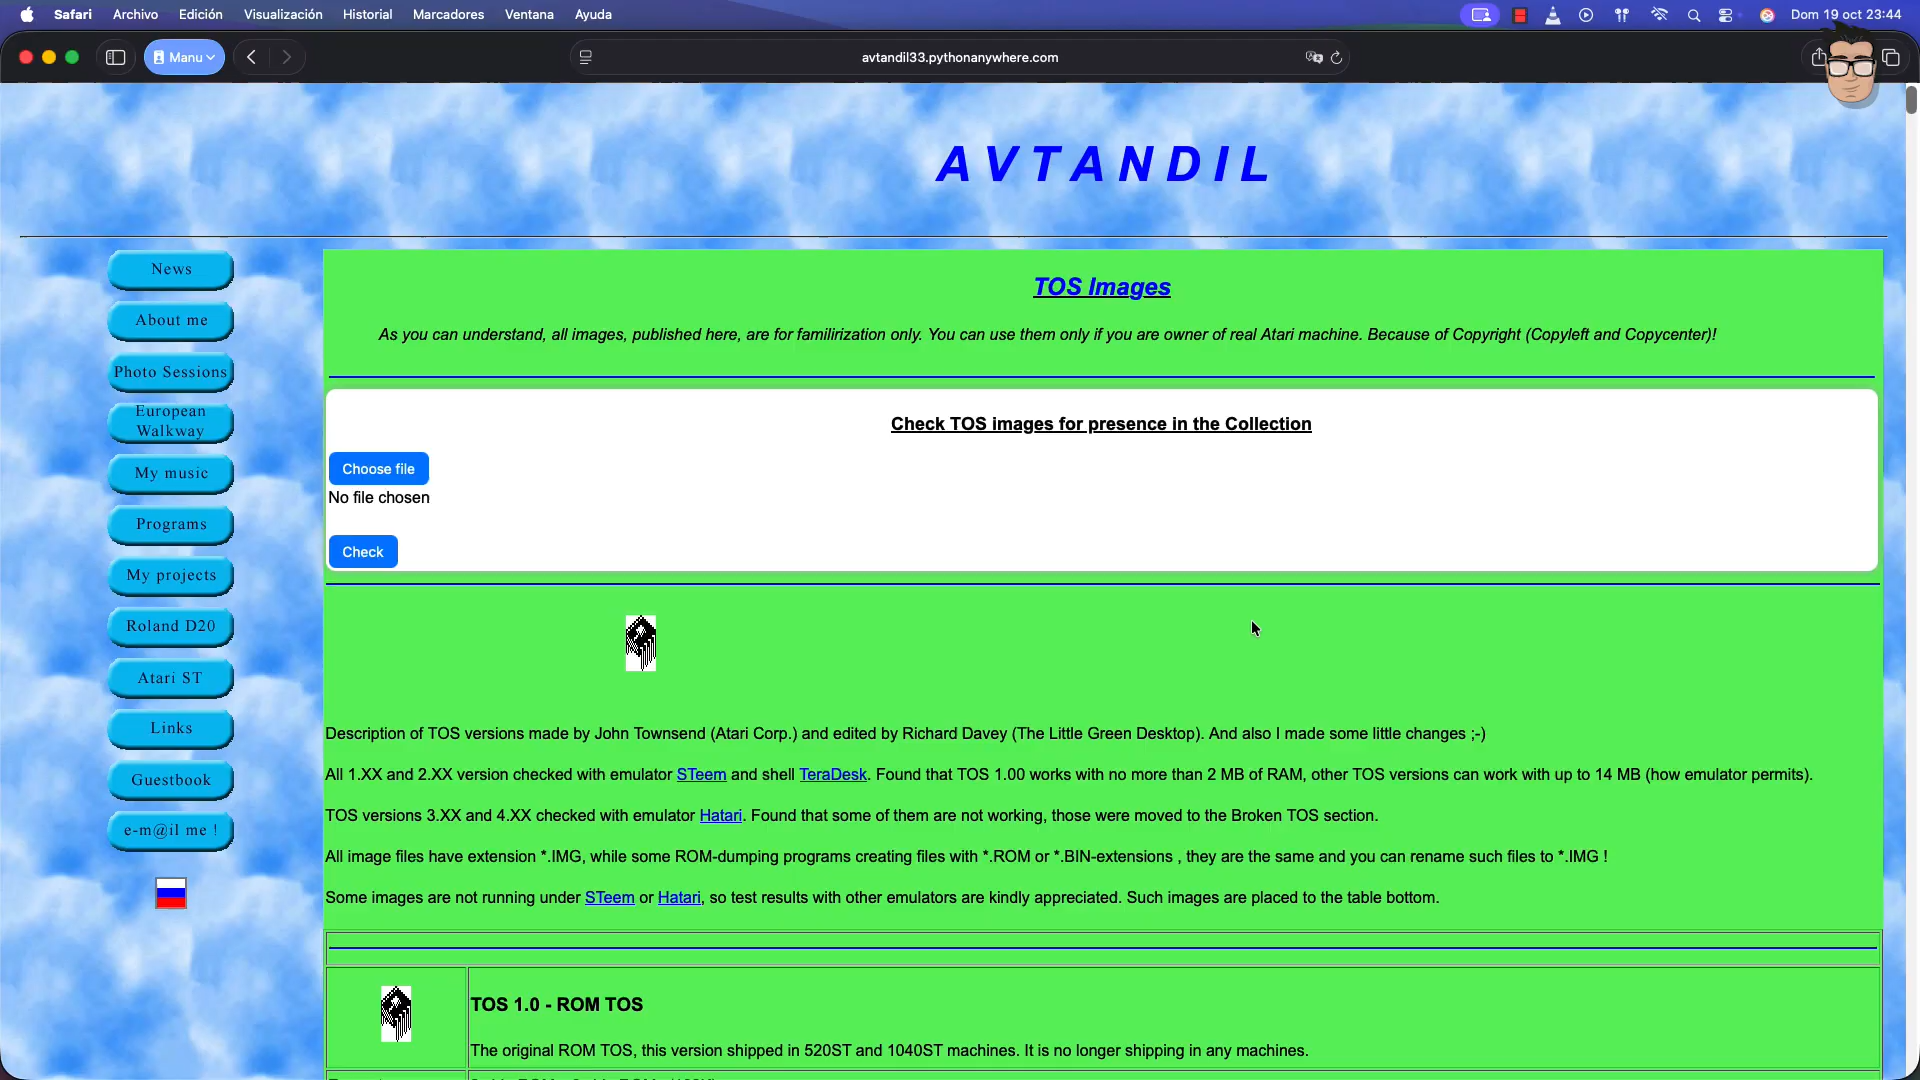 Safari Archivo Edición Visualización Historial Marcadores Ventana Ayuda
Dom 19 oct 23:44
Manu
avtandil33.pythonanywhere.com
AVTANDIL
News
About me
Photo Sessions
European
Walkway
My music
Programs
My projects
Roland D20
Atari ST
Links
Guestbook
e-m@il me !
TOS Images
As you can understand, all images, published here, are for familirization only. You can use them only if you are owner of real Atari machine. Because of Copyright (Copyleft and Copycenter)!
Check TOS images for presence in the Collection
Choose file
No file chosen
Check
Description of TOS versions made by John Townsend (Atari Corp.) and edited by Richard Davey (The Little Green Desktop). And also I made some little changes ;-)
All 1.XX and 2.XX version checked with emulator STeem and shell TeraDesk. Found that TOS 1.00 works with no more than 2 MB of RAM, other TOS versions can work with up to 14 MB (how emulator permits).
TOS versions 3.XX and 4.XX checked with emulator Hatari. Found that some of them are not working, those were moved to the Broken TOS section.
All image files have extension *.IMG, while some ROM-dumping programs creating files with *.ROM or *.BIN-extensions , they are the same and you can rename such files to *.IMG !
Some images are not running under STeem or Hatari, so test results with other emulators are kindly appreciated. Such images are placed to the table bottom.
TOS 1.0 - ROM TOS
The original ROM TOS, this version shipped in 520ST and 1040ST machines. It is no longer shipping in any machines.